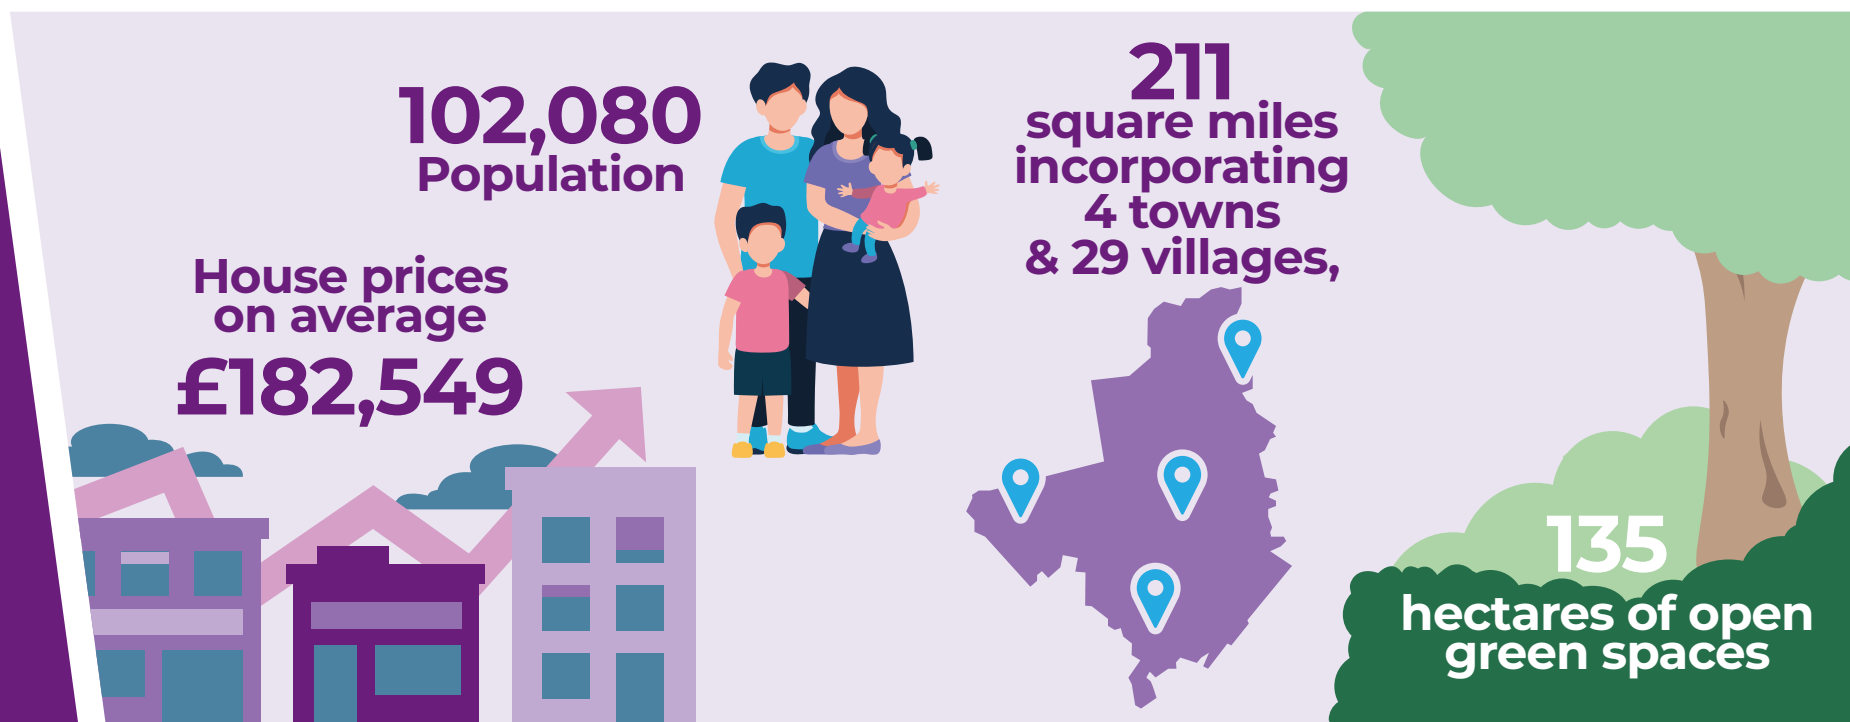 102,080
Population
House prices
on average
£182,549
211
square miles
incorporating
4 towns
& 29 villages,
135
hectares of open
green spaces